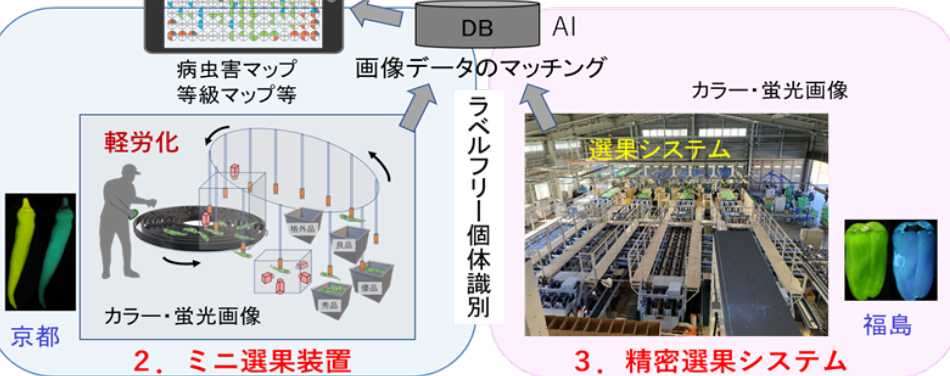 DB
AI
病虫害マップ
等級マップ等
画像データのマッチング
カラー・蛍光画像
軽労化
格外品
良品
優品
秀品
カラー・蛍光画像
京都
2．ミニ選果装置
ラベルフリー個体識別
選果システム
福島
3．精密選果システム